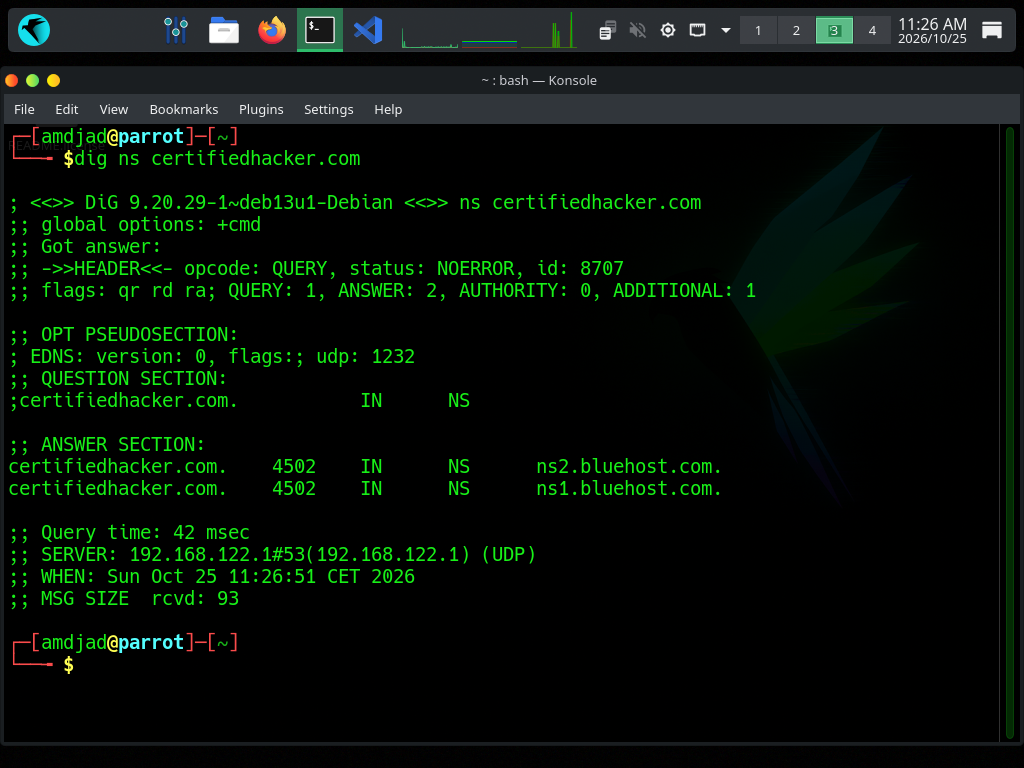 1 2 3 4 11:26 AM
2026/10/25
~ : bash — Konsole
File Edit View Bookmarks Plugins Settings Help
┌─[amdjad@parrot]─[~]
└──╼ $dig ns certifiedhacker.com

; <<>> DiG 9.20.29-1~deb13u1-Debian <<>> ns certifiedhacker.com
;; global options: +cmd
;; Got answer:
;; ->>HEADER<<- opcode: QUERY, status: NOERROR, id: 8707
;; flags: qr rd ra; QUERY: 1, ANSWER: 2, AUTHORITY: 0, ADDITIONAL: 1

;; OPT PSEUDOSECTION:
; EDNS: version: 0, flags:; udp: 1232
;; QUESTION SECTION:
;certifiedhacker.com. IN NS

;; ANSWER SECTION:
certifiedhacker.com. 4502 IN NS ns2.bluehost.com.
certifiedhacker.com. 4502 IN NS ns1.bluehost.com.

;; Query time: 42 msec
;; SERVER: 192.168.122.1#53(192.168.122.1) (UDP)
;; WHEN: Sun Oct 25 11:26:51 CET 2026
;; MSG SIZE  rcvd: 93

┌─[amdjad@parrot]─[~]
└──╼ $